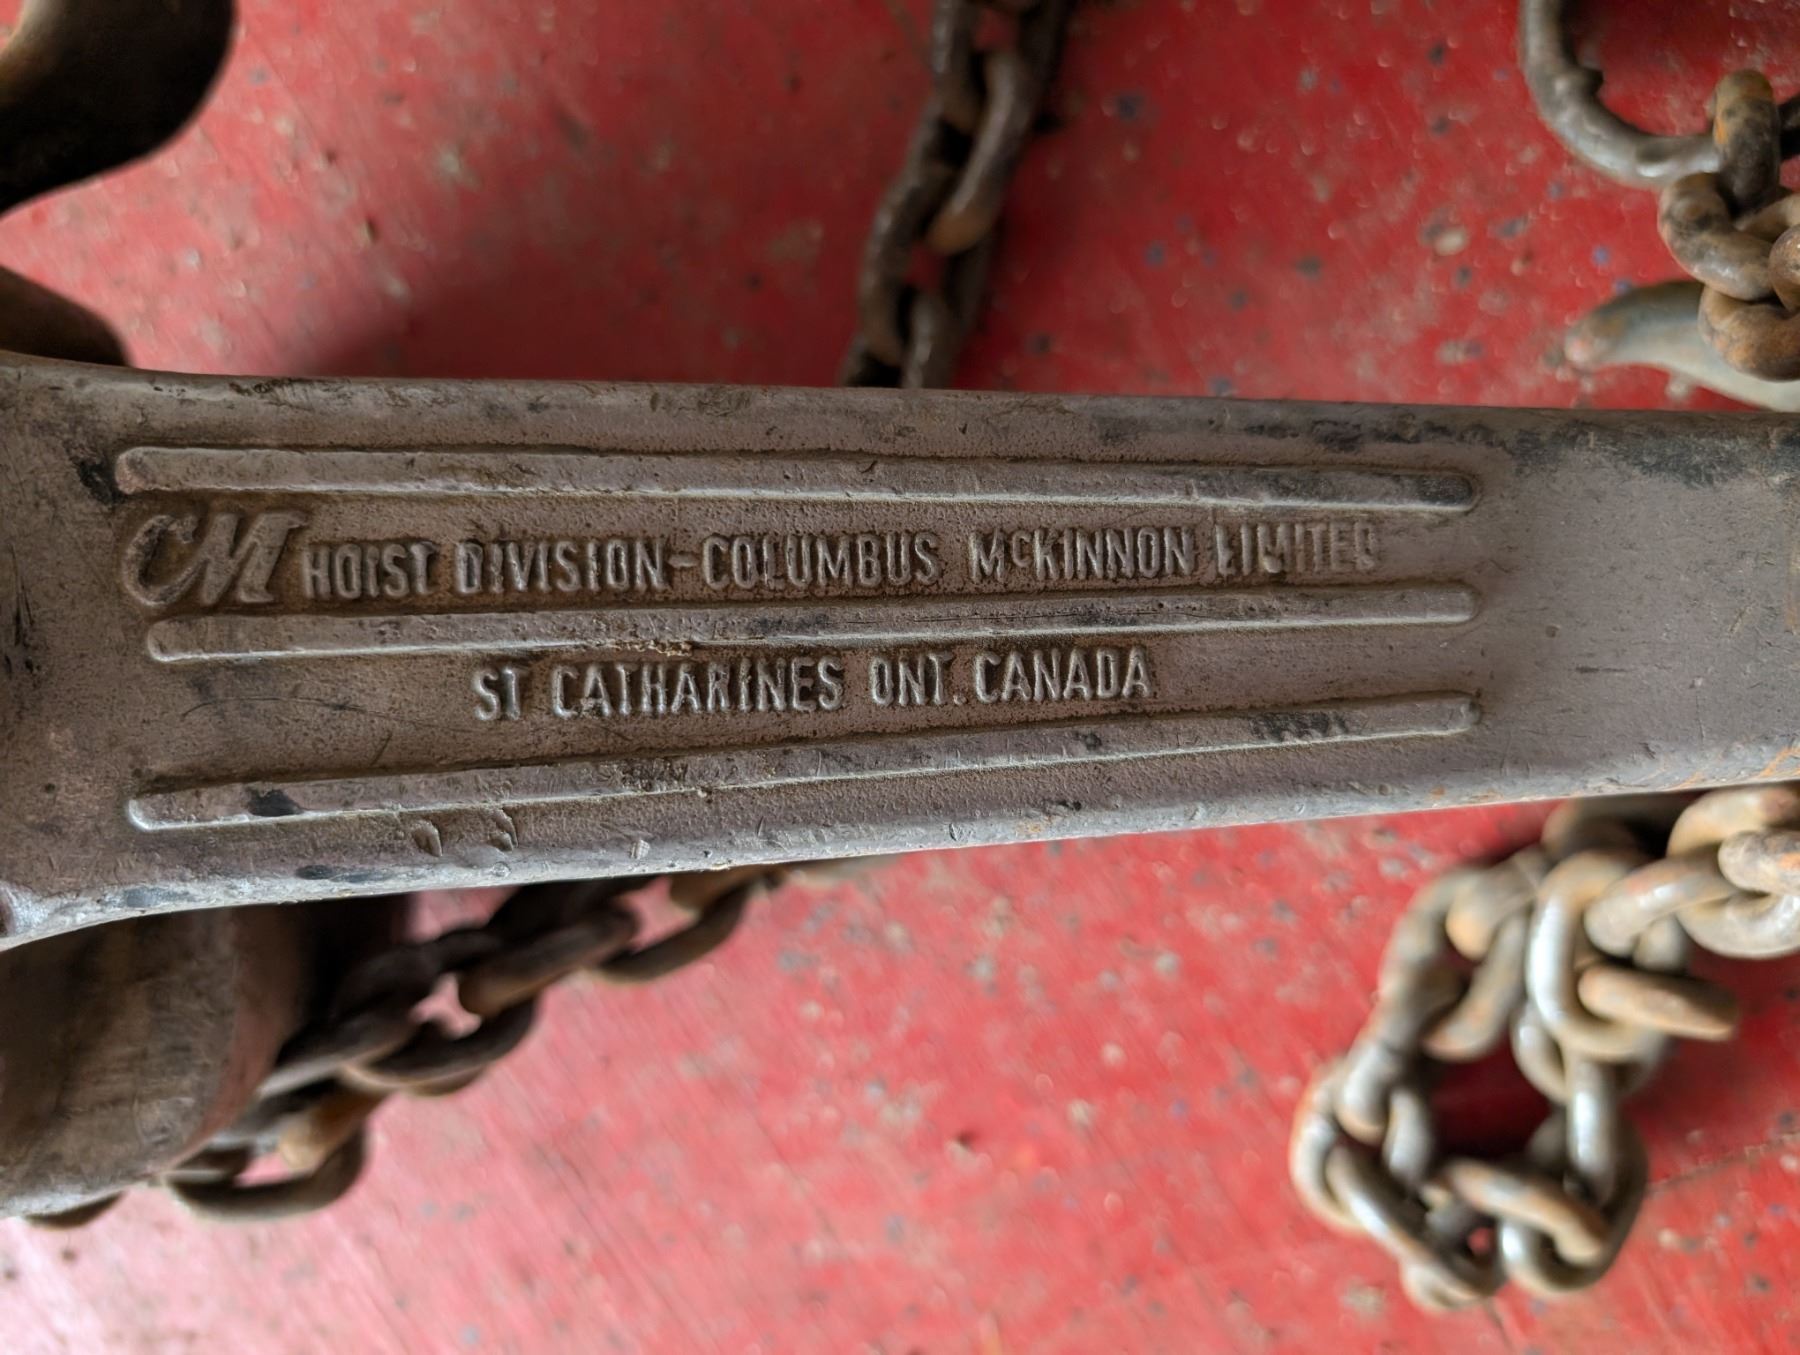 CM HOIST DIVISION-COLUMBUS McKINNON LIMITED
ST CATHARINES ONT. CANADA